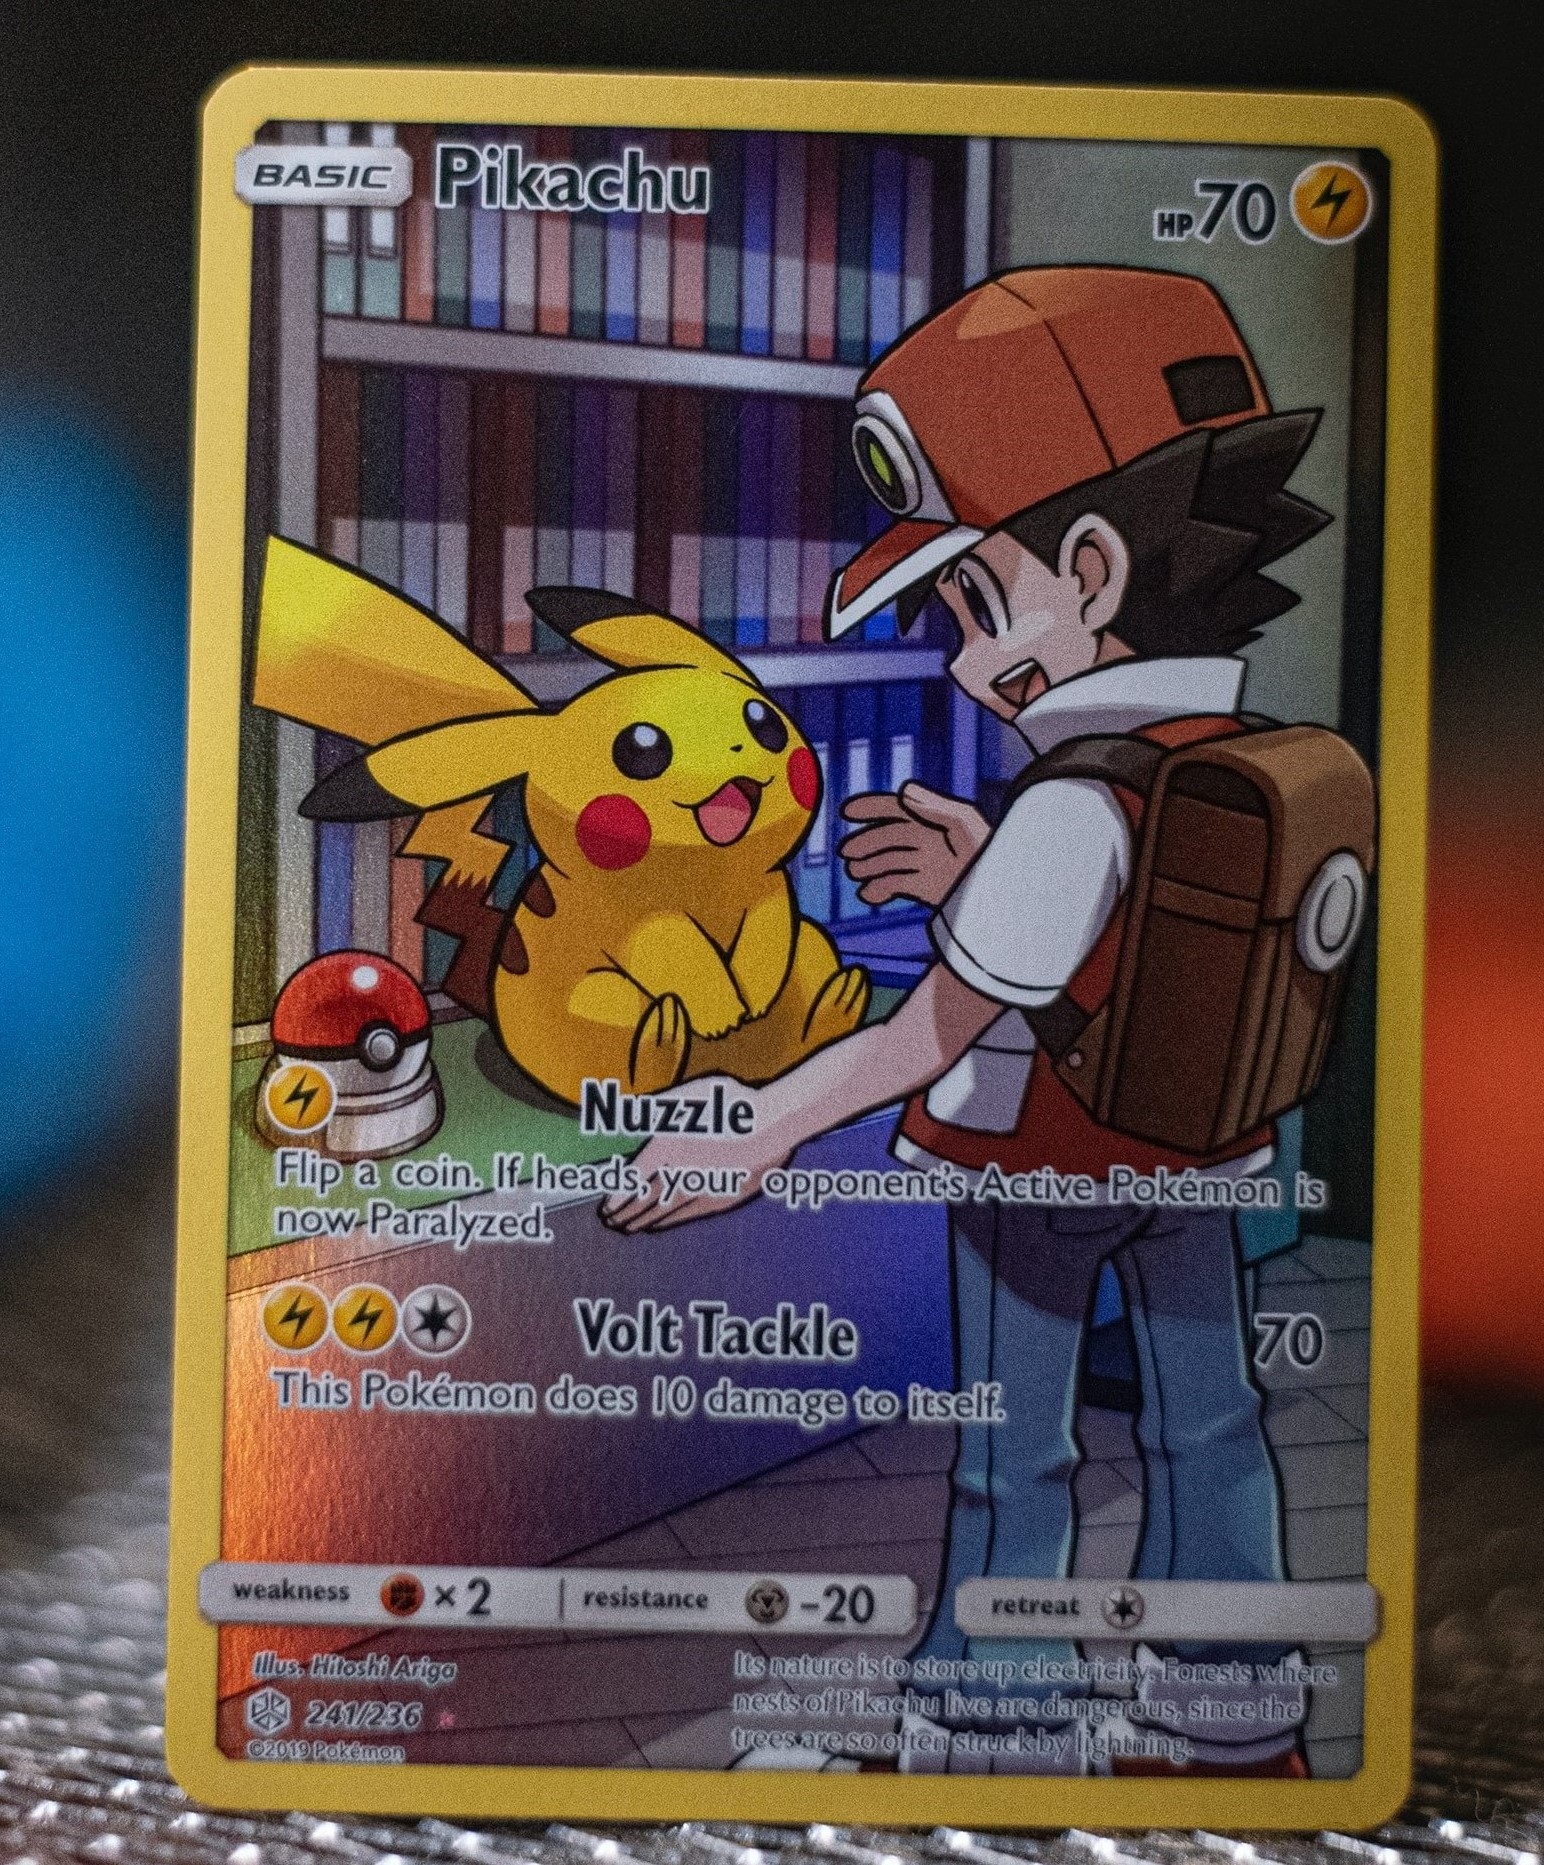 BASIC Pikachu HP 70
Nuzzle
Flip a coin. If heads, your opponent's Active Pokémon is
now Paralyzed.
Volt Tackle 70
This Pokémon does 10 damage to itself.
weakness ×2 resistance -20 retreat
Illus. Hitoshi Ariga
241/236
©2019 Pokémon
Its nature is to store up electricity. Forests where
nests of Pikachu live are dangerous, since the
trees are so often struck by lightning.